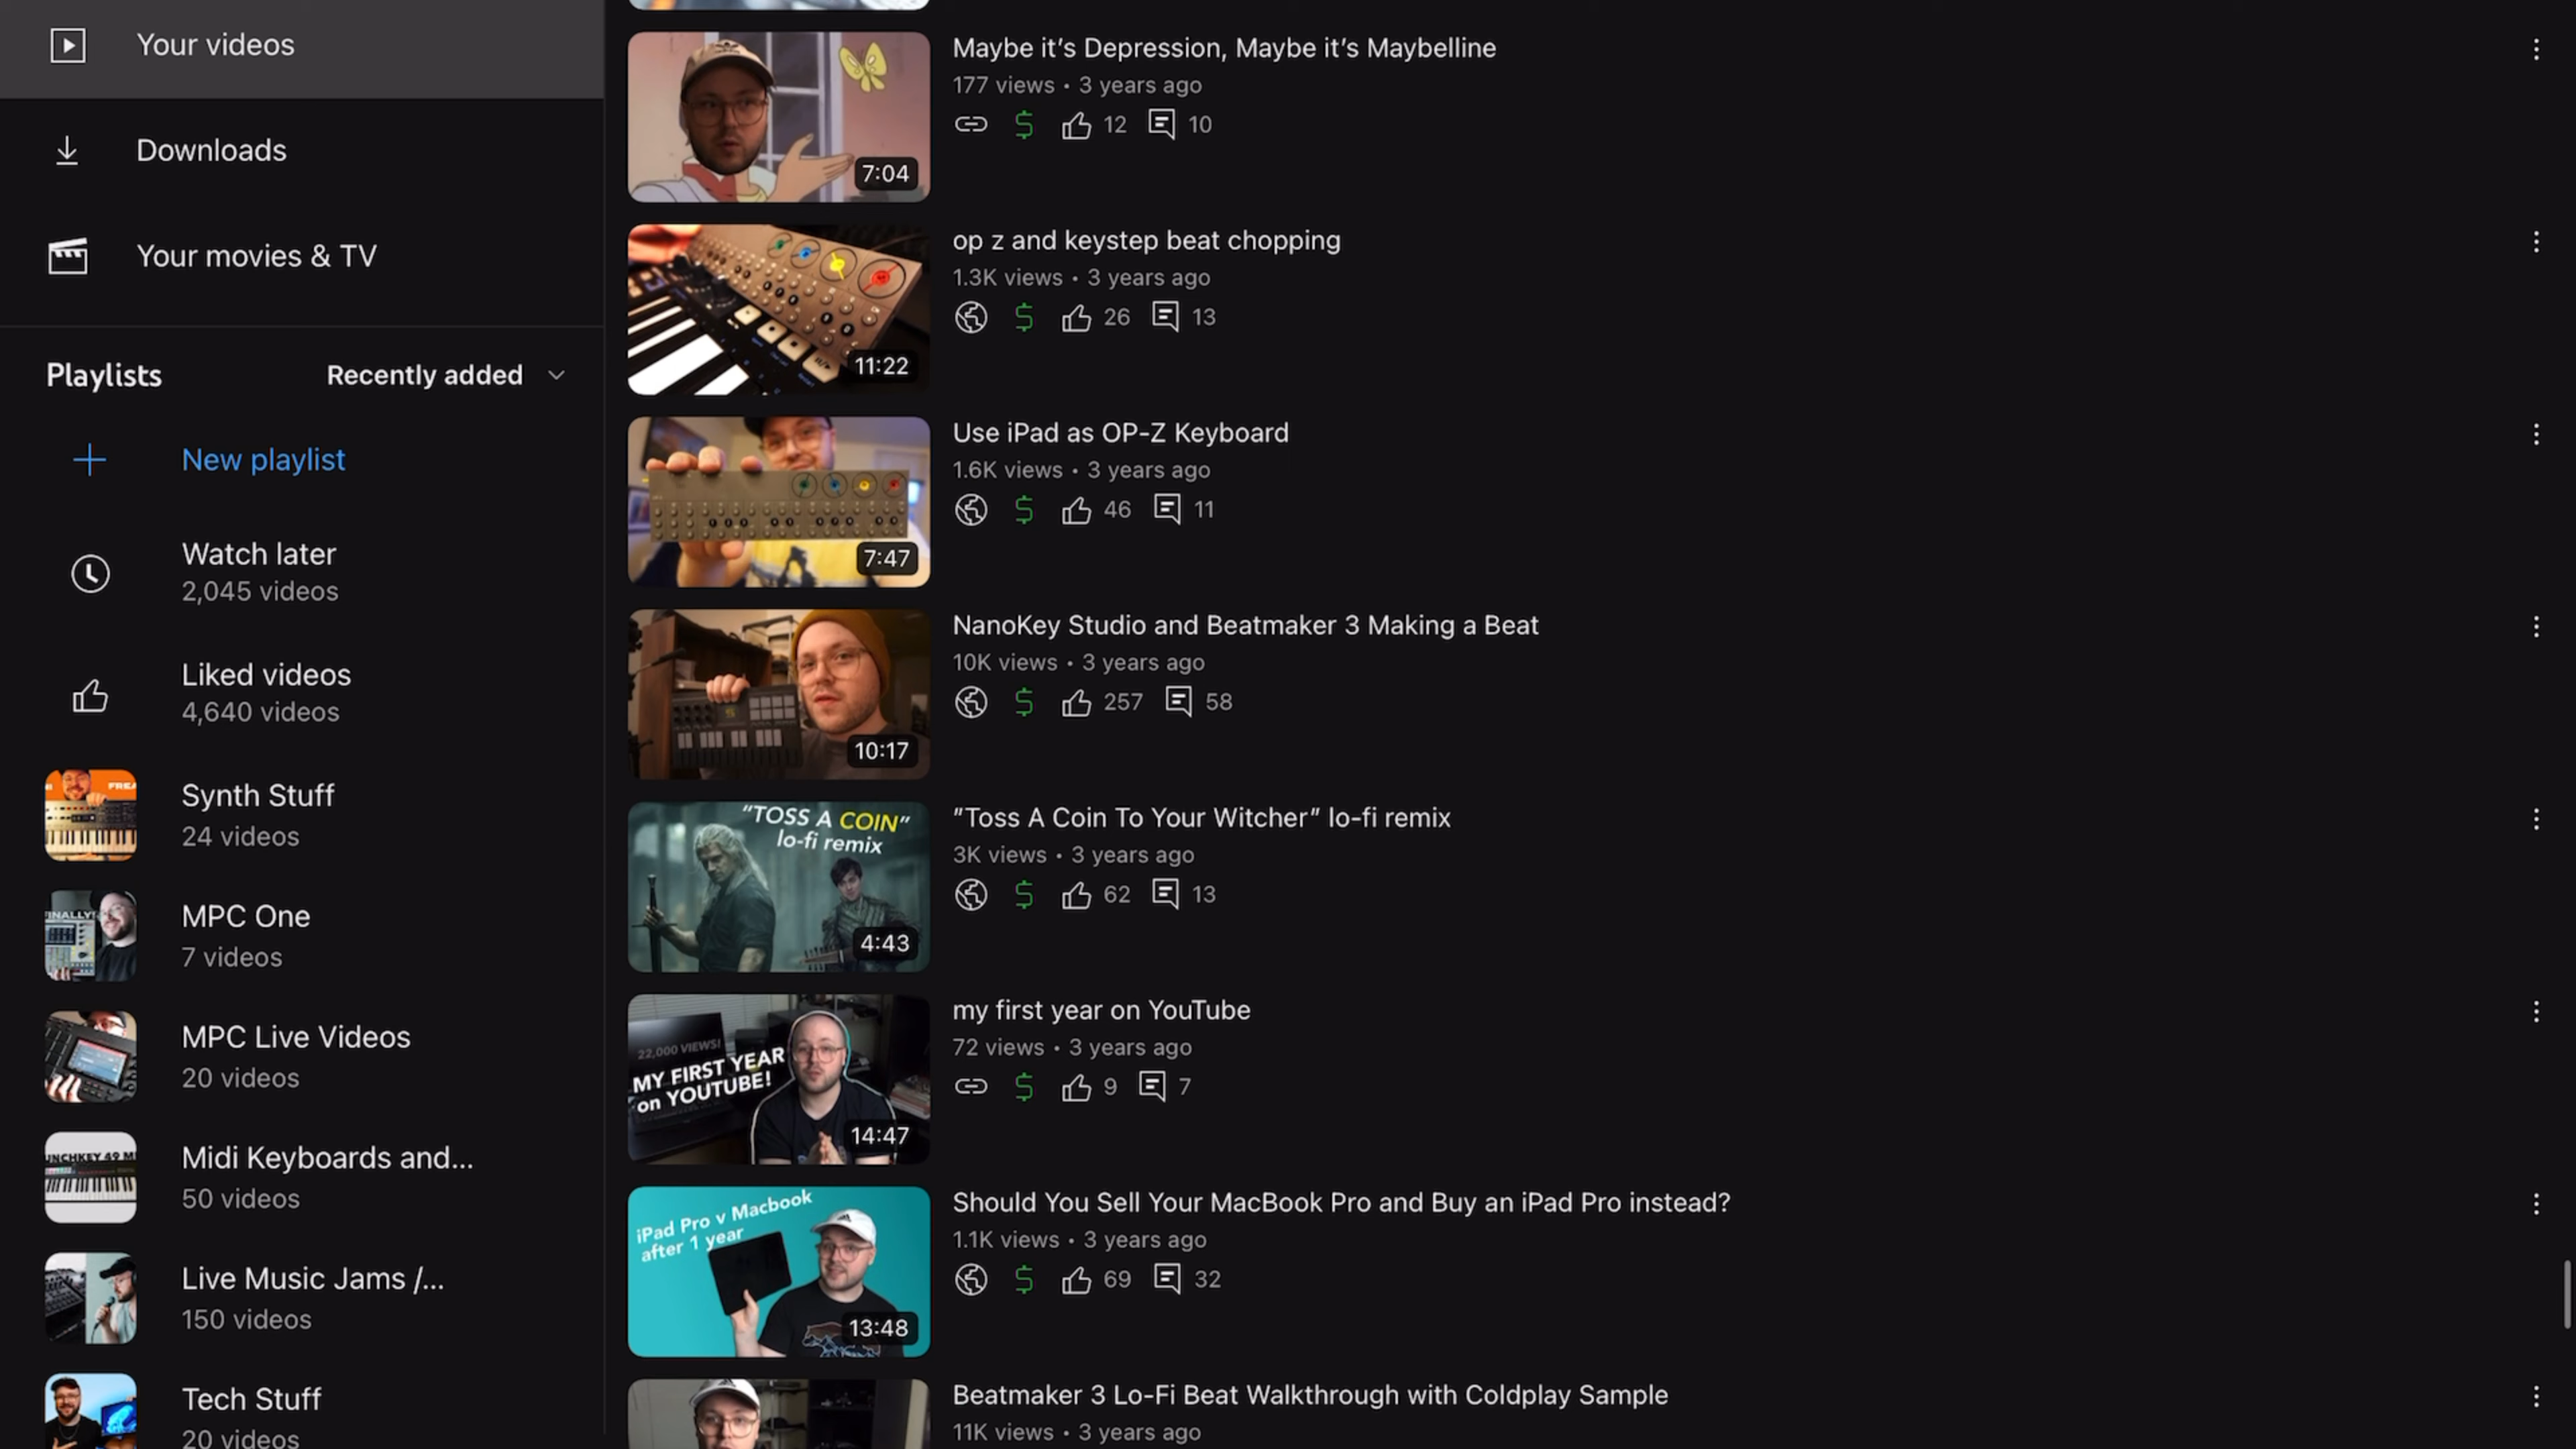 Your videos
Downloads
Your movies & TV
Playlists
Recently added
New playlist
Watch later
2,045 videos
Liked videos
4,640 videos
Synth Stuff
24 videos
FINALLY!
MPC One
7 videos
MPC Live Videos
20 videos
Midi Keyboards and...
50 videos
Live Music Jams /...
150 videos
Tech Stuff
20 videos
7:04
Maybe it's Depression, Maybe it's Maybelline
177 views • 3 years ago
12 10
11:22
op z and keystep beat chopping
1.3K views • 3 years ago
26 13
7:47
Use iPad as OP-Z Keyboard
1.6K views • 3 years ago
46 11
10:17
NanoKey Studio and Beatmaker 3 Making a Beat
10K views • 3 years ago
257 58
"TOSS A COIN"
lo-fi remix
4:43
"Toss A Coin To Your Witcher" lo-fi remix
3K views • 3 years ago
62 13
22,000 VIEWS!
MY FIRST YEAR
on YOUTUBE!
14:47
my first year on YouTube
72 views • 3 years ago
9 7
iPad Pro v Macbook
after 1 year
13:48
Should You Sell Your MacBook Pro and Buy an iPad Pro instead?
1.1K views • 3 years ago
69 32
Beatmaker 3 Lo-Fi Beat Walkthrough with Coldplay Sample
11K views • 3 years ago